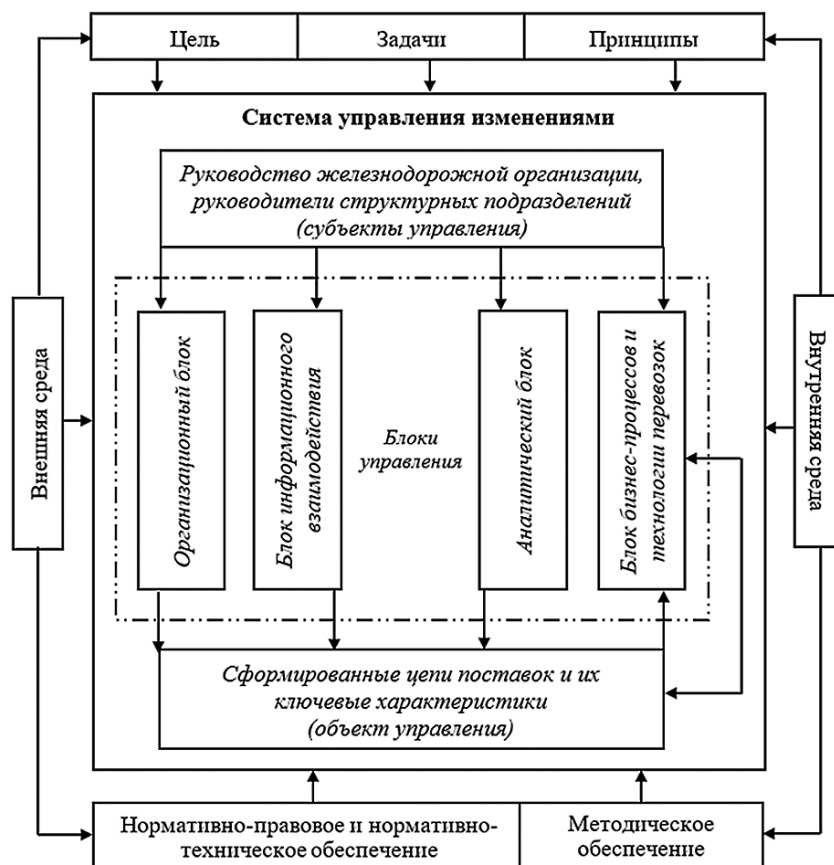 Цель
Задачи
Принципы
Система управления изменениями
Руководство железнодорожной организации,
руководители структурных подразделений
(субъекты управления)
Внешняя среда
Организационный блок
Блок информационного
взаимодействия
Блоки
управления
Аналитический блок
Блок бизнес-процессов и
технологии перевозок
Внутренняя среда
Сформированные цепи поставок и их
ключевые характеристики
(объект управления)
Нормативно-правовое и нормативно-
техническое обеспечение
Методическое
обеспечение